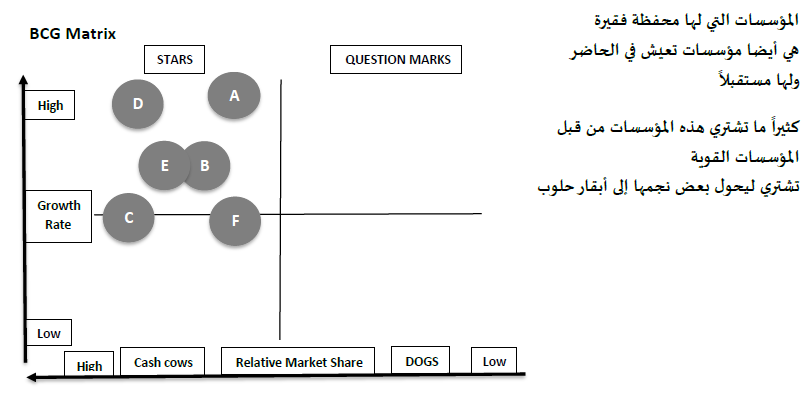 BCG Matrix
المؤسسات التي لها محفظة فقيرة
هي أيضا مؤسسات تعيش في الحاضر
ولها مستقبلاً
كثيراً ما تشتري هذه المؤسسات من قبل
المؤسسات القوية
تشتري ليحول بعض نجمها إلى أبقار حلوب
STARS
QUESTION MARKS
High
D
A
E
B
Growth
Rate
C
F
Low
High
Cash cows
Relative Market Share
DOGS
Low